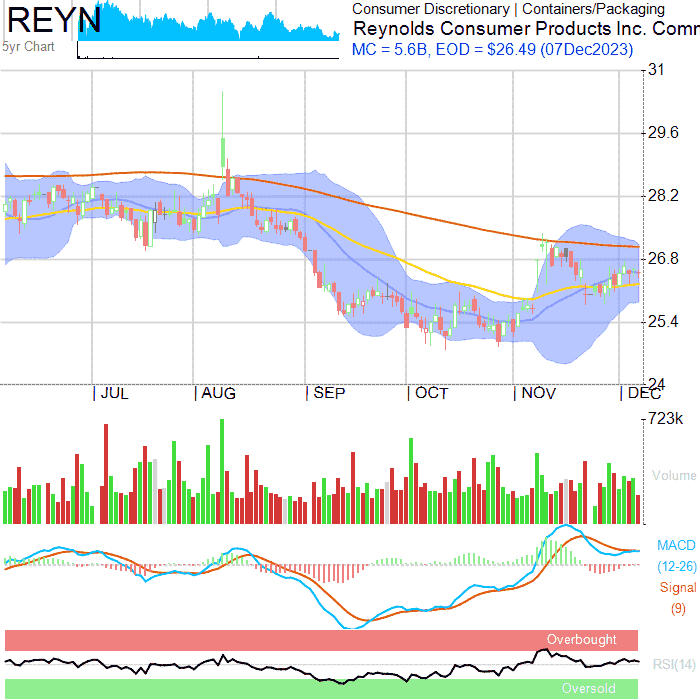 REYN
5yr Chart
Consumer Discretionary | Containers/Packaging
Reynolds Consumer Products Inc. Comm
MC = 5.6B, EOD = $26.49 (07Dec2023)
31
29.6
28.2
26.8
25.4
24
JUL AUG SEP OCT NOV DEC
723k
Volume
MACD
(12-26)
Signal
(9)
Overbought
RSI(14)
Oversold